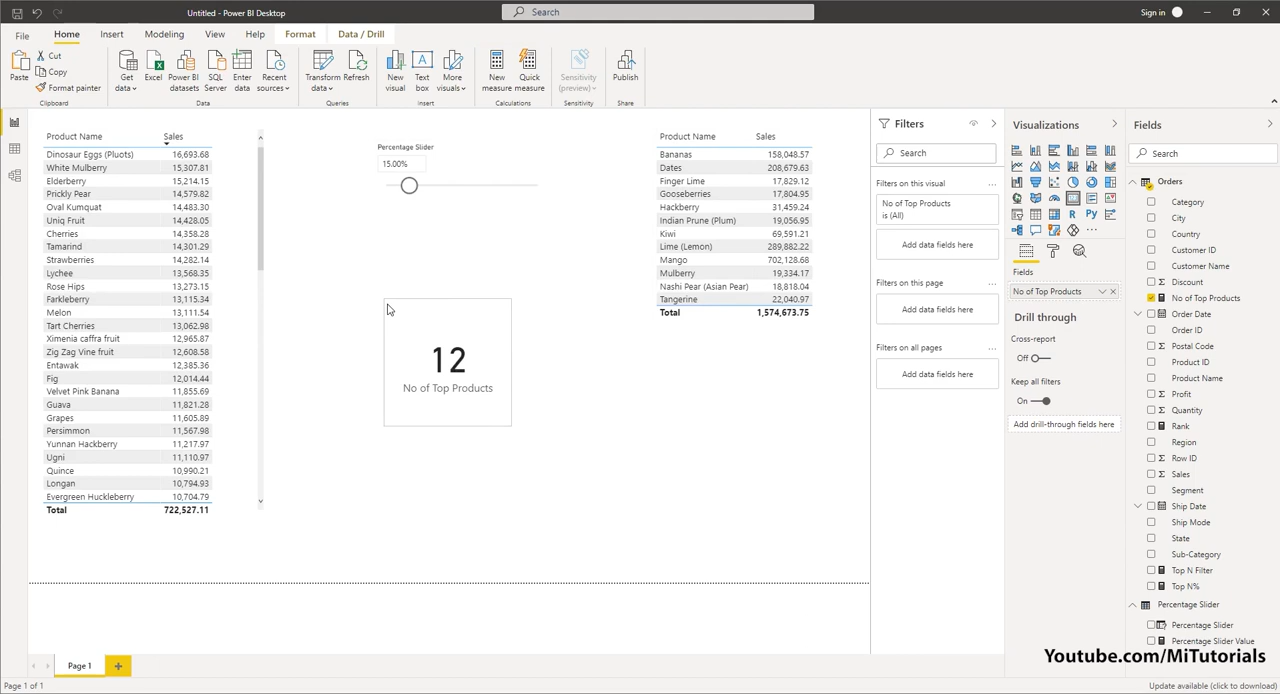 Untitled - Power BI Desktop
Search
Sign in
File Home Insert Modeling View Help Format Data / Drill
Paste
Cut
Copy
Format painter
Clipboard
Get data
Excel
Power BI datasets
SQL Server
Enter data
Recent sources
Data
Transform data
Refresh
Queries
New visual
Text box
More visuals
Insert
New measure
Quick measure
Calculations
Sensitivity (preview)
Sensitivity
Publish
Share
Product Name Sales
Dinosaur Eggs (Pluots) 16,693.68
White Mulberry 15,307.81
Elderberry 15,214.15
Prickly Pear 14,579.82
Oval Kumquat 14,483.30
Uniq Fruit 14,428.05
Cherries 14,358.28
Tamarind 14,301.29
Strawberries 14,282.14
Lychee 13,568.35
Rose Hips 13,273.15
Farkleberry 13,115.34
Melon 13,111.54
Tart Cherries 13,062.98
Ximenia caffra fruit 12,965.87
Zig Zag Vine fruit 12,608.58
Entawak 12,385.36
Fig 12,014.44
Velvet Pink Banana 11,855.69
Guava 11,821.28
Grapes 11,605.89
Persimmon 11,567.98
Yunnan Hackberry 11,217.97
Ugni 11,110.97
Quince 10,990.21
Longan 10,794.93
Evergreen Huckleberry 10,704.79
Total 722,527.11
Percentage Slider
15.00%
12
No of Top Products
Product Name Sales
Bananas 158,048.57
Dates 208,679.63
Finger Lime 17,829.12
Gooseberries 17,804.95
Hackberry 31,459.24
Indian Prune (Plum) 19,056.95
Kiwi 69,591.21
Lime (Lemon) 289,882.22
Mango 702,128.68
Mulberry 19,334.17
Nashi Pear (Asian Pear) 18,818.04
Tangerine 22,040.97
Total 1,574,673.75
Filters
Search
Filters on this visual
No of Top Products
is (All)
Add data fields here
Filters on this page
Add data fields here
Filters on all pages
Add data fields here
Visualizations
R Py
Fields
No of Top Products
Drill through
Cross-report
Off
Keep all filters
On
Add drill-through fields here
Fields
Search
Orders
Category
City
Country
Customer ID
Customer Name
Discount
No of Top Products
Order Date
Order ID
Postal Code
Product ID
Product Name
Profit
Quantity
Rank
Region
Row ID
Sales
Segment
Ship Date
Ship Mode
State
Sub-Category
Top N Filter
Top N%
Percentage Slider
Percentage Slider
Percentage Slider Value
Youtube.com/MiTutorials
Page 1
Page 1 of 1
Update available (click to download)